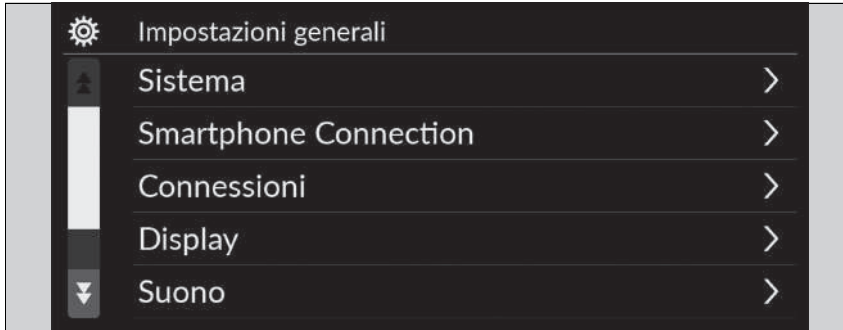 Impostazioni generali
Sistema
Smartphone Connection
Connessioni
Display
Suono